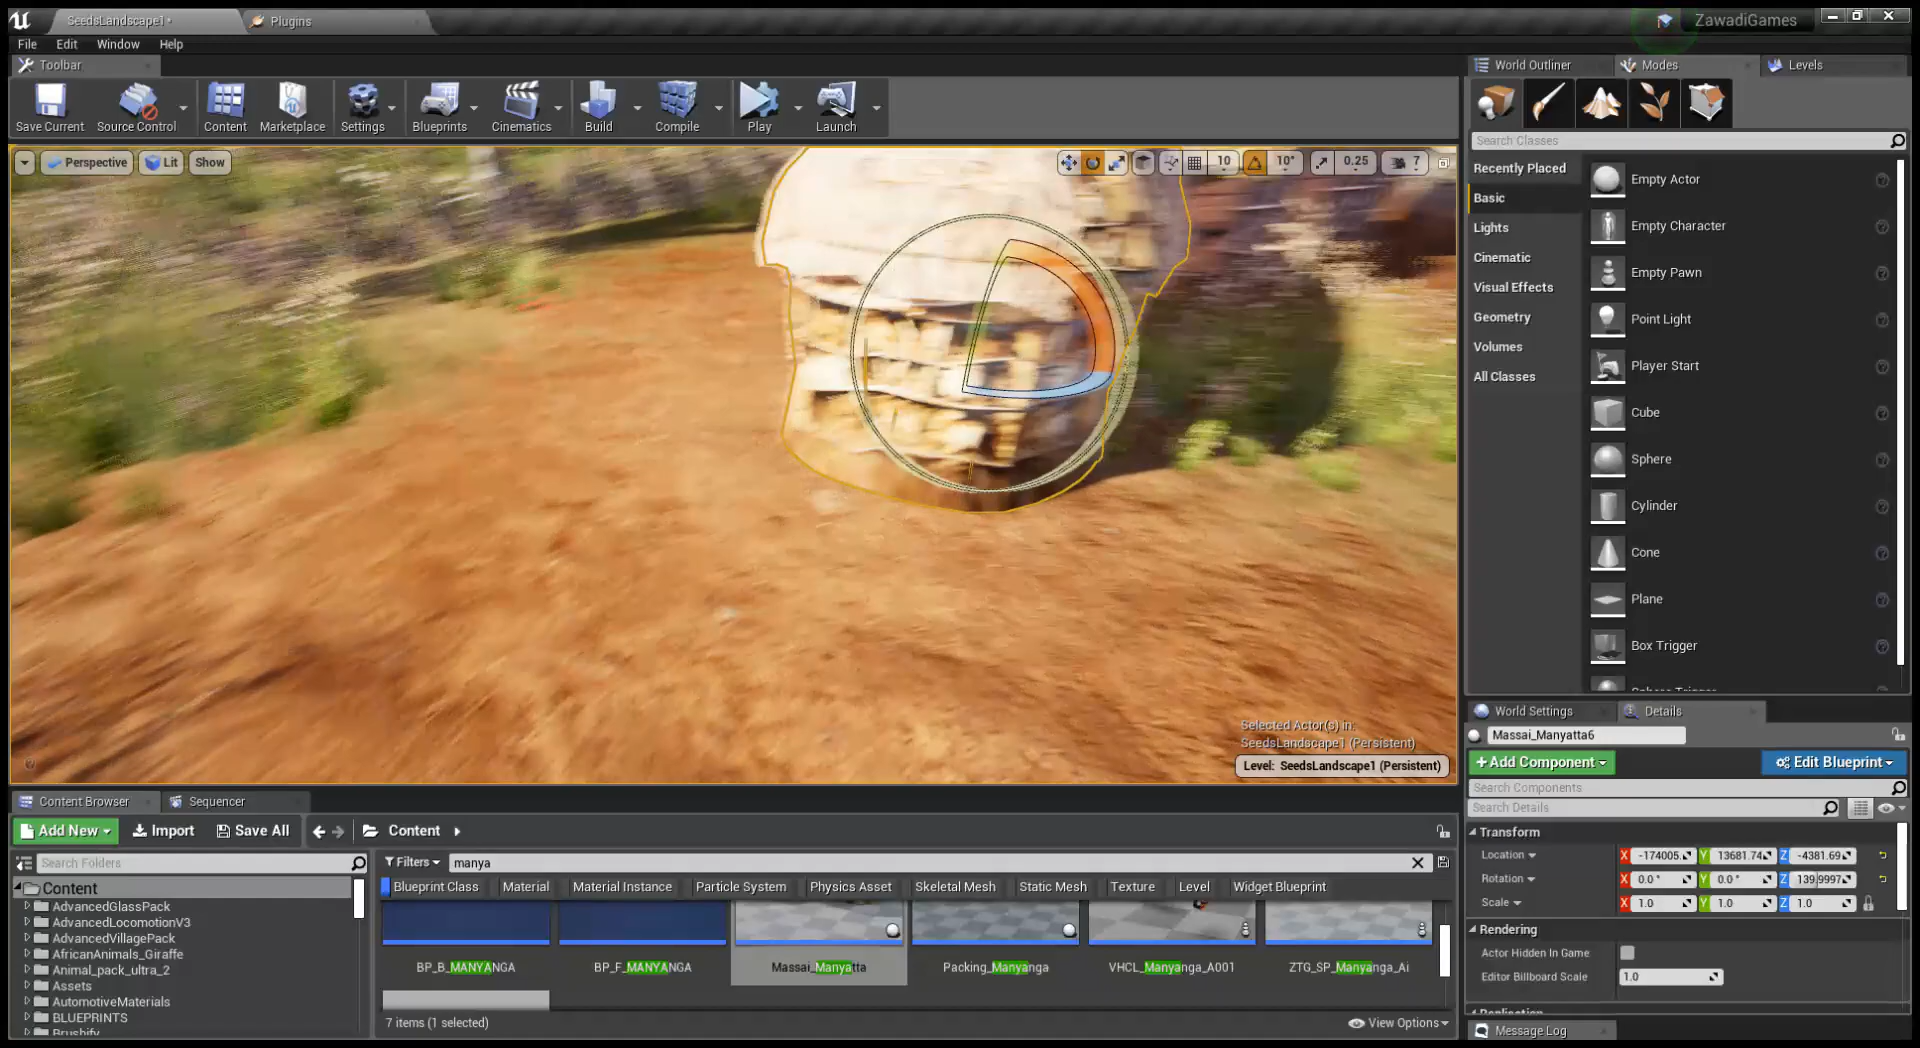 SeedsLandscape1*
Plugins
ZawadiGames
File Edit Window Help
Toolbar
World Outliner
Modes
Levels
Save Current
Source Control
Content
Marketplace
Settings
Blueprints
Cinematics
Build
Compile
Play
Launch
Search Classes
Perspective
Lit
Show
10
10°
0.25
7
Recently Placed
Basic
Lights
Cinematic
Visual Effects
Geometry
Volumes
All Classes
Empty Actor
Empty Character
Empty Pawn
Point Light
Player Start
Cube
Sphere
Cylinder
Cone
Plane
Box Trigger
Sphere Trigger
Selected Actor(s) in:
SeedsLandscape1 (Persistent)
Level: SeedsLandscape1 (Persistent)
World Settings
Details
Massai_Manyatta6
+Add Component
Edit Blueprint
Search Components
Search Details
Transform
Location X -174005. Y 13681.74 Z -4381.69
Rotation X 0.0 ° Y 0.0 ° Z 139.9997
Scale X 1.0 Y 1.0 Z 1.0
Rendering
Actor Hidden In Game
Editor Billboard Scale 1.0
Replication
Message Log
Content Browser
Sequencer
Add New
Import
Save All
Content
Search Folders
Filters
manya
Content
AdvancedGlassPack
AdvancedLocomotionV3
AdvancedVillagePack
AfricanAnimals_Giraffe
Animal_pack_ultra_2
Assets
AutomotiveMaterials
BLUEPRINTS
Brushify
Blueprint Class
Material
Material Instance
Particle System
Physics Asset
Skeletal Mesh
Static Mesh
Texture
Level
Widget Blueprint
BP_B_MANYANGA
BP_F_MANYANGA
Massai_Manyatta
Packing_Manyanga
VHCL_Manyanga_A001
ZTG_SP_Manyanga_Ai
7 items (1 selected)
View Options